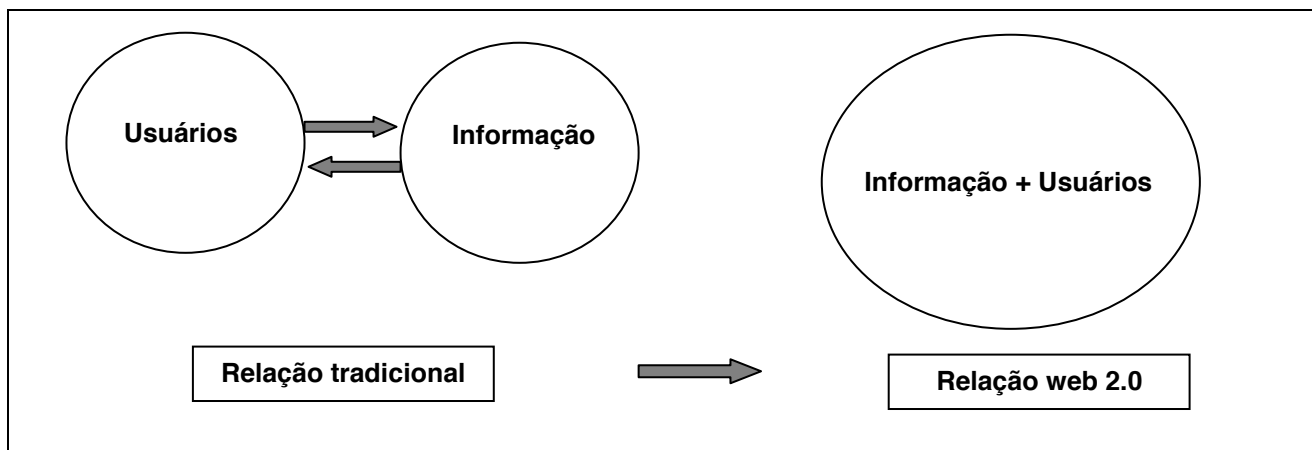 Usuários
Informação
Informação + Usuários
Relação tradicional
Relação web 2.0